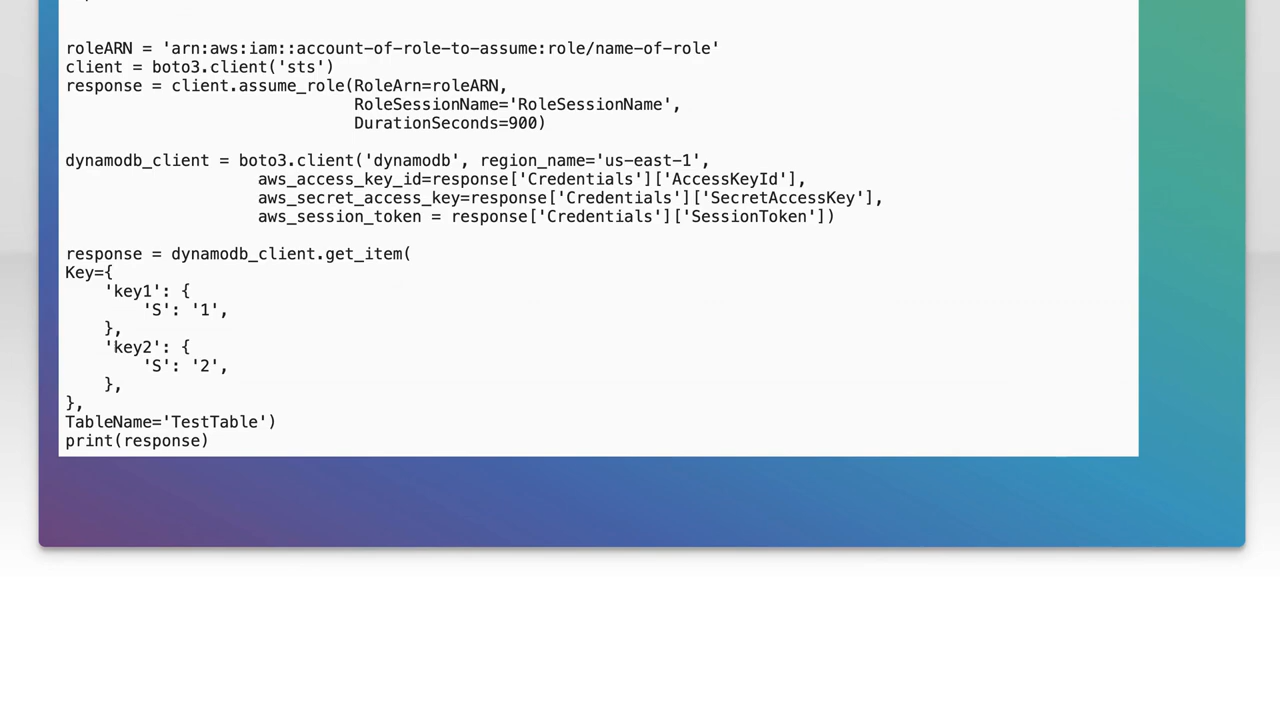 roleARN = 'arn:aws:iam::account-of-role-to-assume:role/name-of-role'
client = boto3.client('sts')
response = client.assume_role(RoleArn=roleARN,
                              RoleSessionName='RoleSessionName',
                              DurationSeconds=900)

dynamodb_client = boto3.client('dynamodb', region_name='us-east-1',
                    aws_access_key_id=response['Credentials']['AccessKeyId'],
                    aws_secret_access_key=response['Credentials']['SecretAccessKey'],
                    aws_session_token = response['Credentials']['SessionToken'])

response = dynamodb_client.get_item(
Key={
    'key1': {
        'S': '1',
    },
    'key2': {
        'S': '2',
    },
},
TableName='TestTable')
print(response)